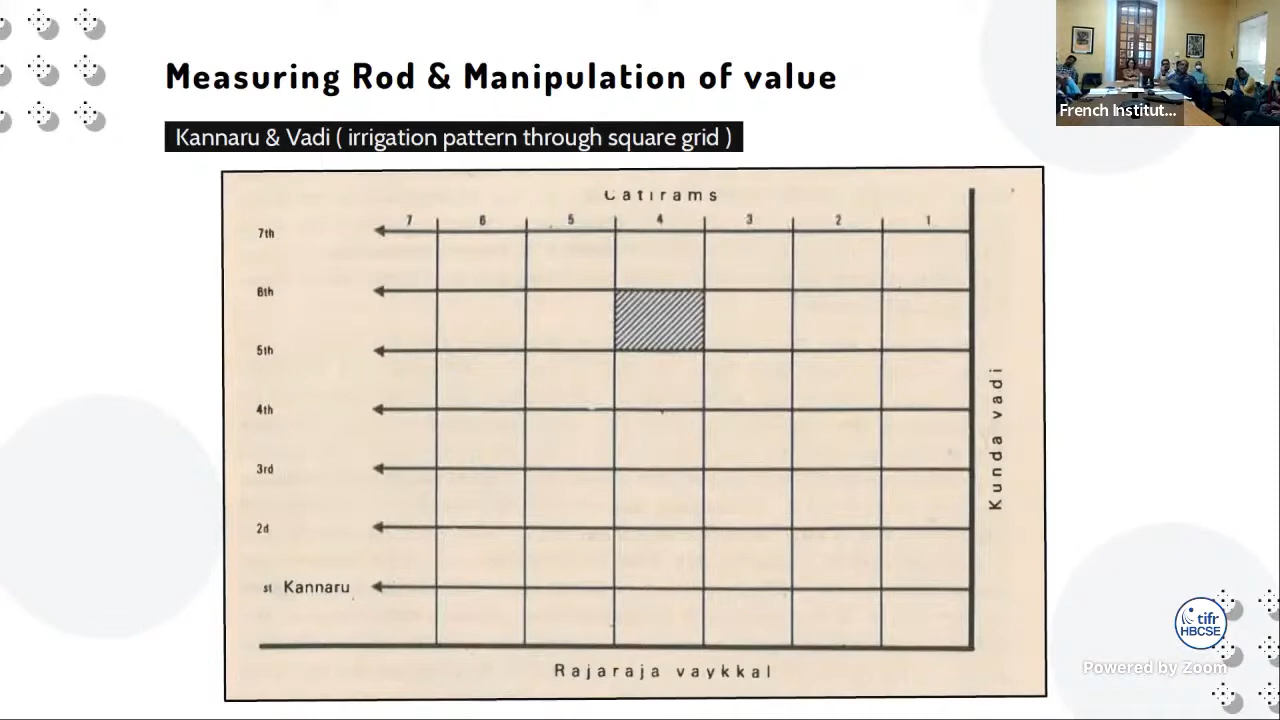 Measuring Rod & Manipulation of value
French Institut...
Kannaru & Vadi ( irrigation pattern through square grid )
Catirams
7 6 5 4 3 2 1
7th
6th
5th
4th
3rd
2d
st Kannaru
Kunda vadi
Rajaraja vaykkal
tifr
HBCSE
Powered by Zoom